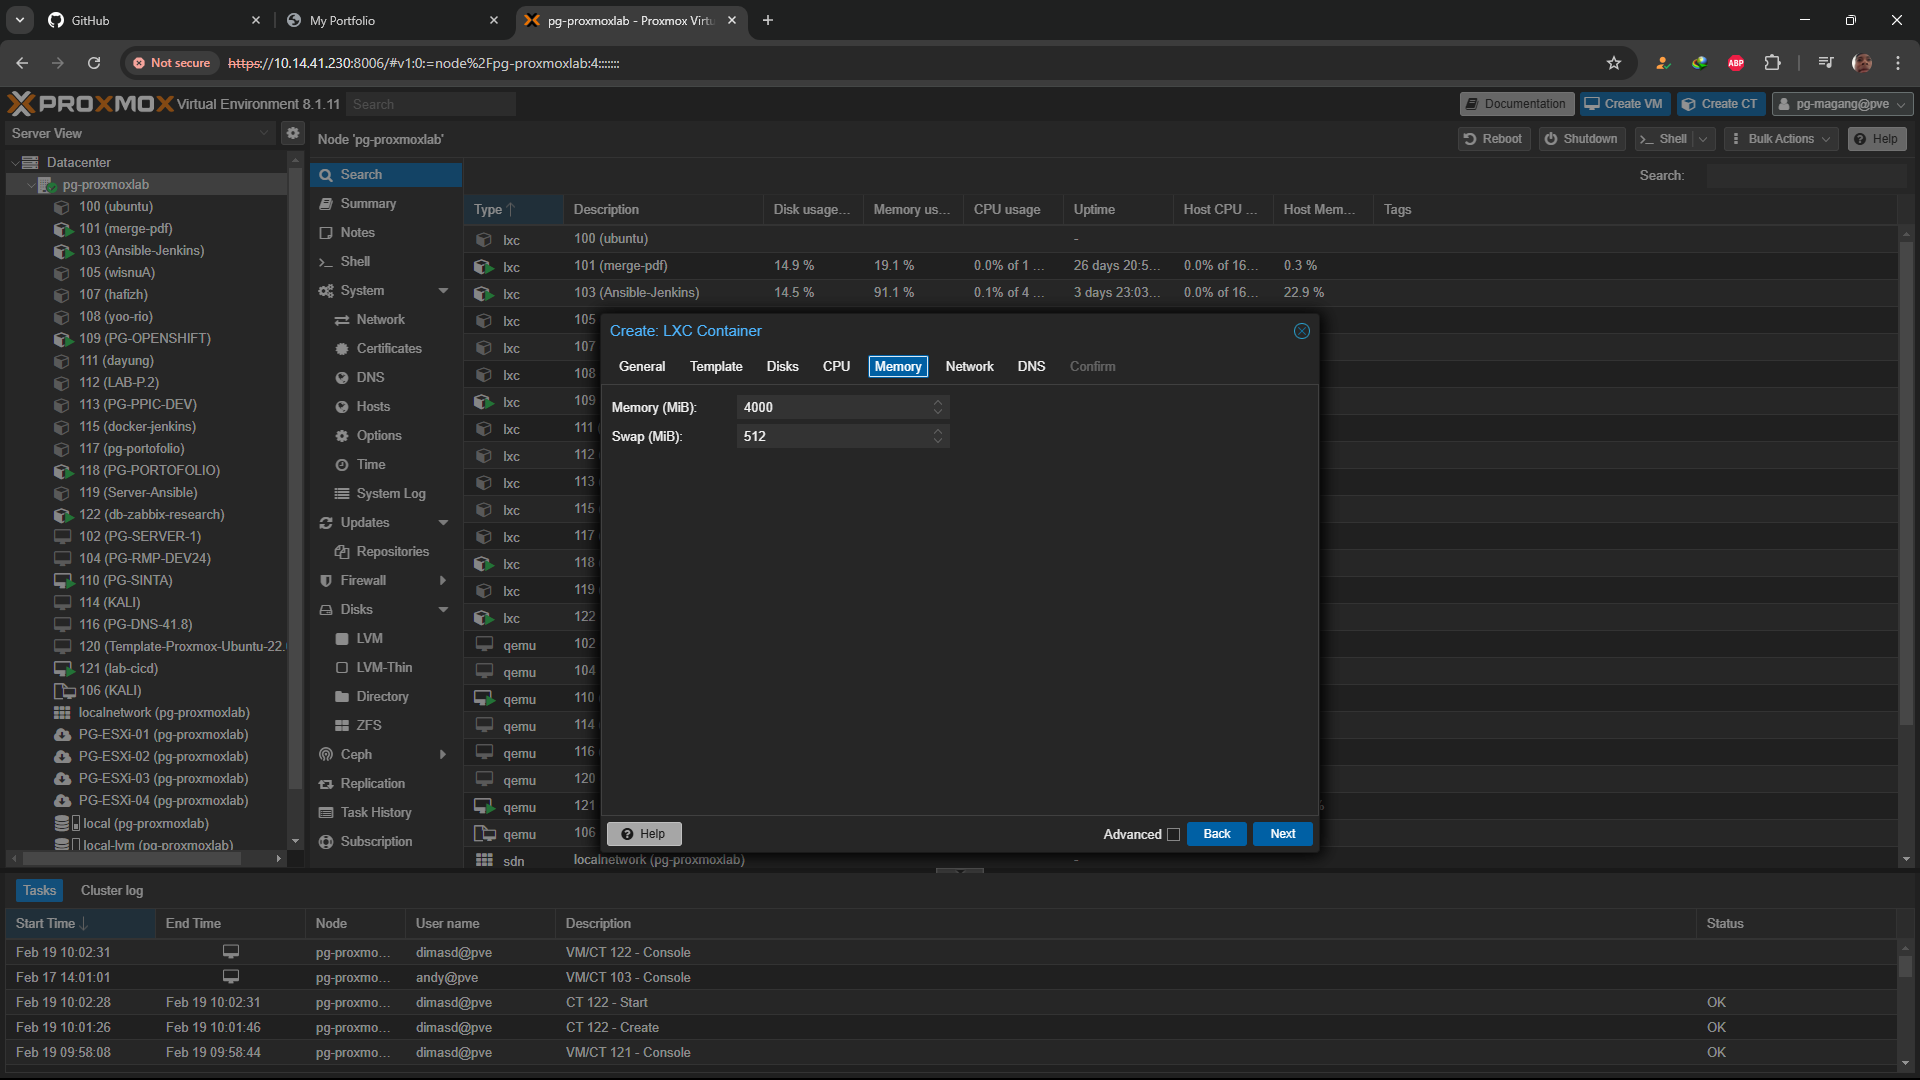 GitHub
My Portfolio
pg-proxmoxlab - Proxmox Virtu
Not secure
https://10.14.41.230:8006/#v1:0:=node%2Fpg-proxmoxlab:4:::::::
ABP
PROXMOX Virtual Environment 8.1.11
Search
Documentation
Create VM
Create CT
pg-magang@pve
Server View
Node 'pg-proxmoxlab'
Reboot
Shutdown
Shell
Bulk Actions
Help
Datacenter
pg-proxmoxlab
100 (ubuntu)
101 (merge-pdf)
103 (Ansible-Jenkins)
105 (wisnuA)
107 (hafizh)
108 (yoo-rio)
109 (PG-OPENSHIFT)
111 (dayung)
112 (LAB-P.2)
113 (PG-PPIC-DEV)
115 (docker-jenkins)
117 (pg-portofolio)
118 (PG-PORTOFOLIO)
119 (Server-Ansible)
122 (db-zabbix-research)
102 (PG-SERVER-1)
104 (PG-RMP-DEV24)
110 (PG-SINTA)
114 (KALI)
116 (PG-DNS-41.8)
120 (Template-Proxmox-Ubuntu-22.
121 (lab-cicd)
106 (KALI)
localnetwork (pg-proxmoxlab)
PG-ESXi-01 (pg-proxmoxlab)
PG-ESXi-02 (pg-proxmoxlab)
PG-ESXi-03 (pg-proxmoxlab)
PG-ESXi-04 (pg-proxmoxlab)
local (pg-proxmoxlab)
local-lvm (pg-proxmoxlab)
Search
Summary
Notes
Shell
System
Network
Certificates
DNS
Hosts
Options
Time
System Log
Updates
Repositories
Firewall
Disks
LVM
LVM-Thin
Directory
ZFS
Ceph
Replication
Task History
Subscription
Search:
Type Description Disk usage... Memory us... CPU usage Uptime Host CPU ... Host Mem... Tags
lxc 100 (ubuntu) -
lxc 101 (merge-pdf) 14.9 % 19.1 % 0.0% of 1 ... 26 days 20:5... 0.0% of 16... 0.3 %
lxc 103 (Ansible-Jenkins) 14.5 % 91.1 % 0.1% of 4 ... 3 days 23:03... 0.0% of 16... 22.9 %
lxc 105
lxc 107
lxc 108
lxc 109
lxc 111
lxc 112
lxc 113
lxc 115
lxc 117
lxc 118
lxc 119
lxc 122
qemu 102
qemu 104
qemu 110
qemu 114
qemu 116
qemu 120
qemu 121 %
qemu 106
sdn localnetwork (pg-proxmoxlab) -
Create: LXC Container
General Template Disks CPU Memory Network DNS Confirm
Memory (MiB): 4000
Swap (MiB): 512
Help
Advanced
Back
Next
Tasks
Cluster log
Start Time End Time Node User name Description Status
Feb 19 10:02:31 pg-proxmo... dimasd@pve VM/CT 122 - Console
Feb 17 14:01:01 pg-proxmo... andy@pve VM/CT 103 - Console
Feb 19 10:02:28 Feb 19 10:02:31 pg-proxmo... dimasd@pve CT 122 - Start OK
Feb 19 10:01:26 Feb 19 10:01:46 pg-proxmo... dimasd@pve CT 122 - Create OK
Feb 19 09:58:08 Feb 19 09:58:44 pg-proxmo... dimasd@pve VM/CT 121 - Console OK